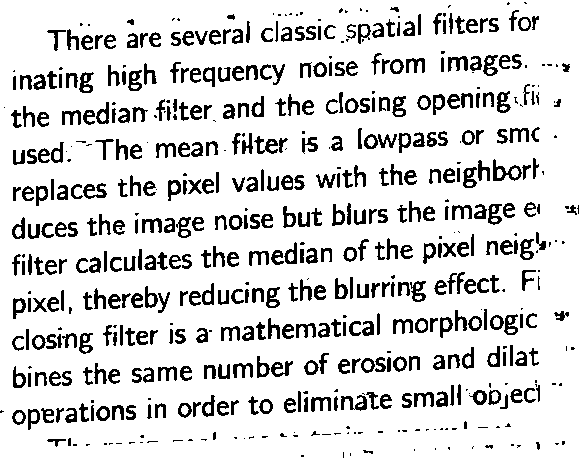 There are several classic spatial filters for
inating high frequency noise from images.
the median filter and the closing opening fi
used. The mean filter is a lowpass or smo
replaces the pixel values with the neighborh
duces the image noise but blurs the image e
filter calculates the median of the pixel neig
pixel, thereby reducing the blurring effect. Fi
closing filter is a mathematical morphologic
bines the same number of erosion and dilat
operations in order to eliminate small object